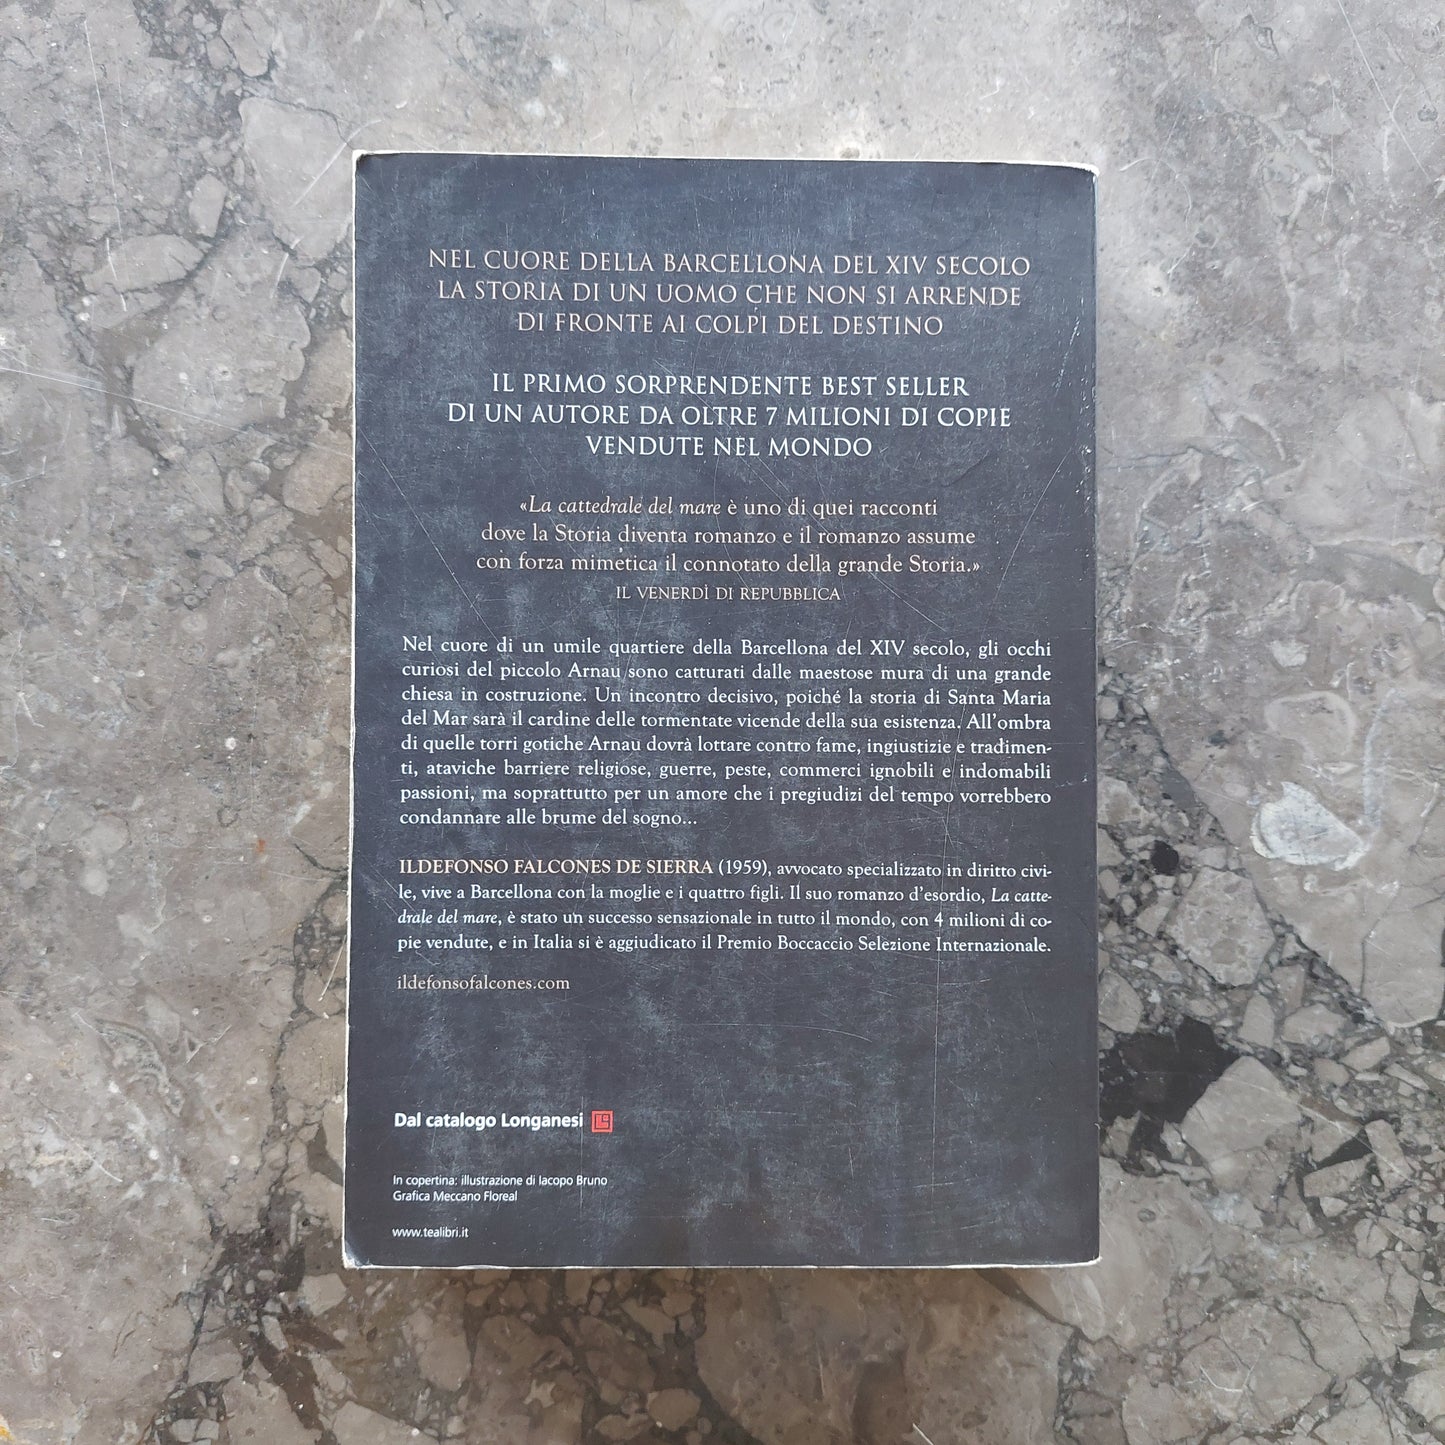 NEL CUORE DELLA BARCELLONA DEL XIV SECOLO
LA STORIA DI UN UOMO CHE NON SI ARRENDE
DI FRONTE AI COLPI DEL DESTINO
IL PRIMO SORPRENDENTE BEST SELLER
DI UN AUTORE DA OLTRE 7 MILIONI DI COPIE
VENDUTE NEL MONDO
«La cattedrale del mare è uno di quei racconti
dove la Storia diventa romanzo e il romanzo assume
con forza mimetica il connotato della grande Storia.»
IL VENERDÌ DI REPUBBLICA
Nel cuore di un umile quartiere della Barcellona del XIV secolo, gli occhi
curiosi del piccolo Arnau sono catturati dalle maestose mura di una grande
chiesa in costruzione. Un incontro decisivo, poiché la storia di Santa Maria
del Mar sarà il cardine delle tormentate vicende della sua esistenza. All'ombra
di quelle torri gotiche Arnau dovrà lottare contro fame, ingiustizie e tradimen-
ti, ataviche barriere religiose, guerre, peste, commerci ignobili e indomabili
passioni, ma soprattutto per un amore che i pregiudizi del tempo vorrebbero
condannare alle brume del sogno...
ILDEFONSO FALCONES DE SIERRA (1959), avvocato specializzato in diritto civi-
le, vive a Barcellona con la moglie e i quattro figli. Il suo romanzo d'esordio, La catte-
drale del mare, è stato un successo sensazionale in tutto il mondo, con 4 milioni di co-
pie vendute, e in Italia si è aggiudicato il Premio Boccaccio Selezione Internazionale.
ildefonsofalcones.com
Dal catalogo Longanesi
In copertina: illustrazione di Iacopo Bruno
Grafica Meccano Floreal
www.tealibri.it